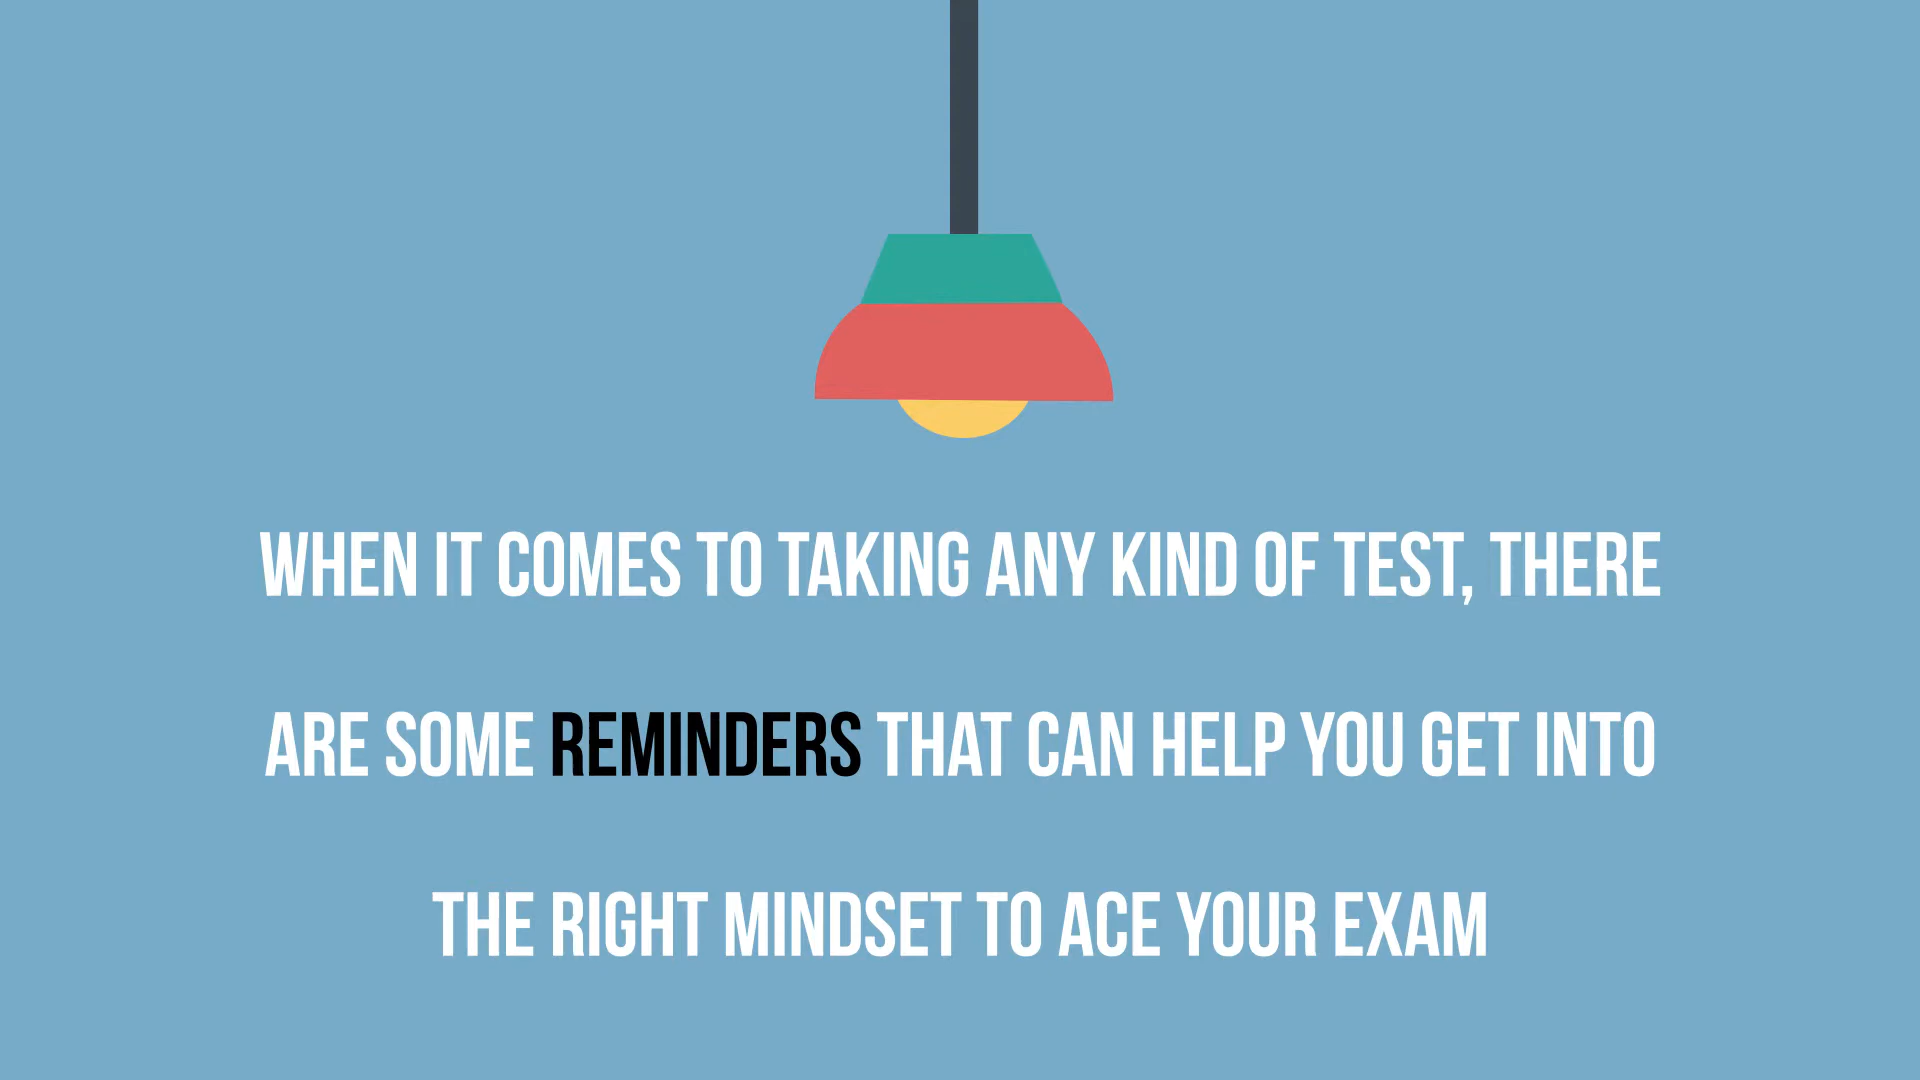 WHEN IT COMES TO TAKING ANY KIND OF TEST, THERE
ARE SOME REMINDERS THAT CAN HELP YOU GET INTO
THE RIGHT MINDSET TO ACE YOUR EXAM